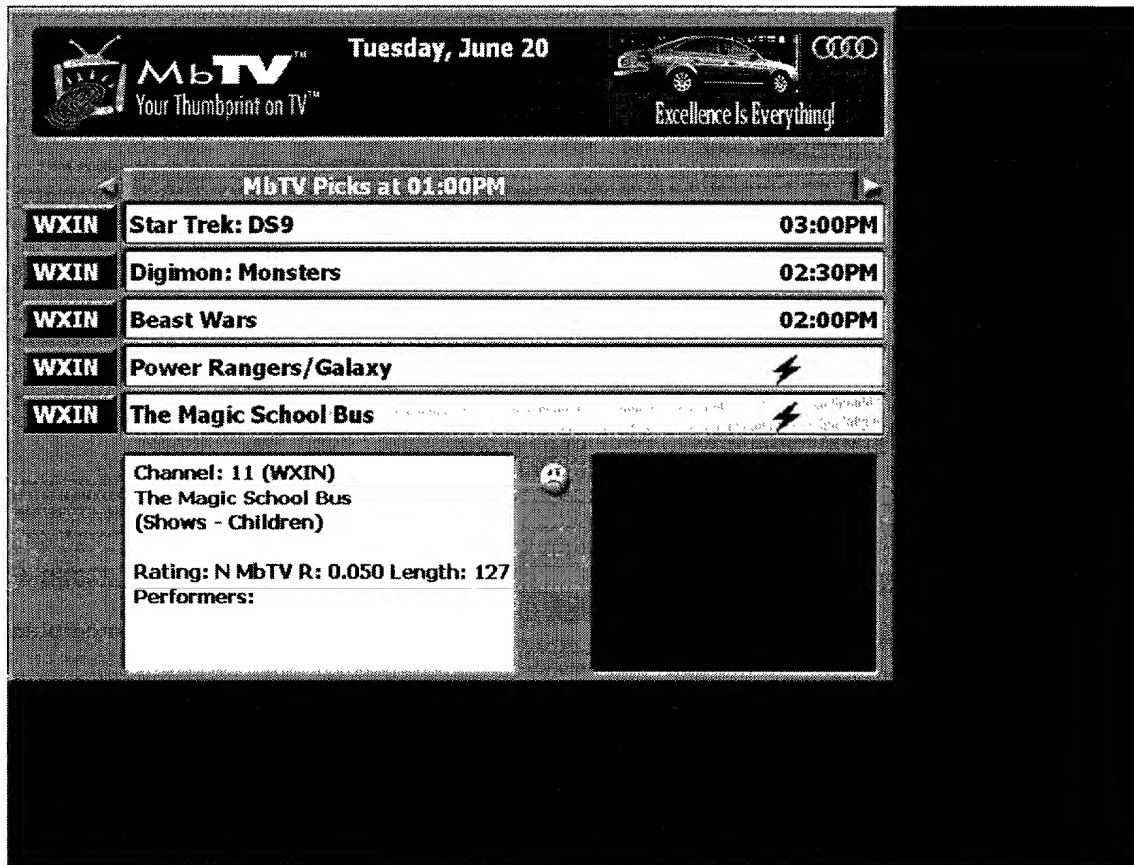 MbTV™
Your Thumbprint on TV™
Tuesday, June 20
Excellence Is Everything!
MbTV Picks at 01:00PM
WXIN Star Trek: DS9 03:00PM
WXIN Digimon: Monsters 02:30PM
WXIN Beast Wars 02:00PM
WXIN Power Rangers/Galaxy
WXIN The Magic School Bus
Channel: 11 (WXIN)
The Magic School Bus
(Shows - Children)
Rating: N MbTV R: 0.050 Length: 127
Performers: